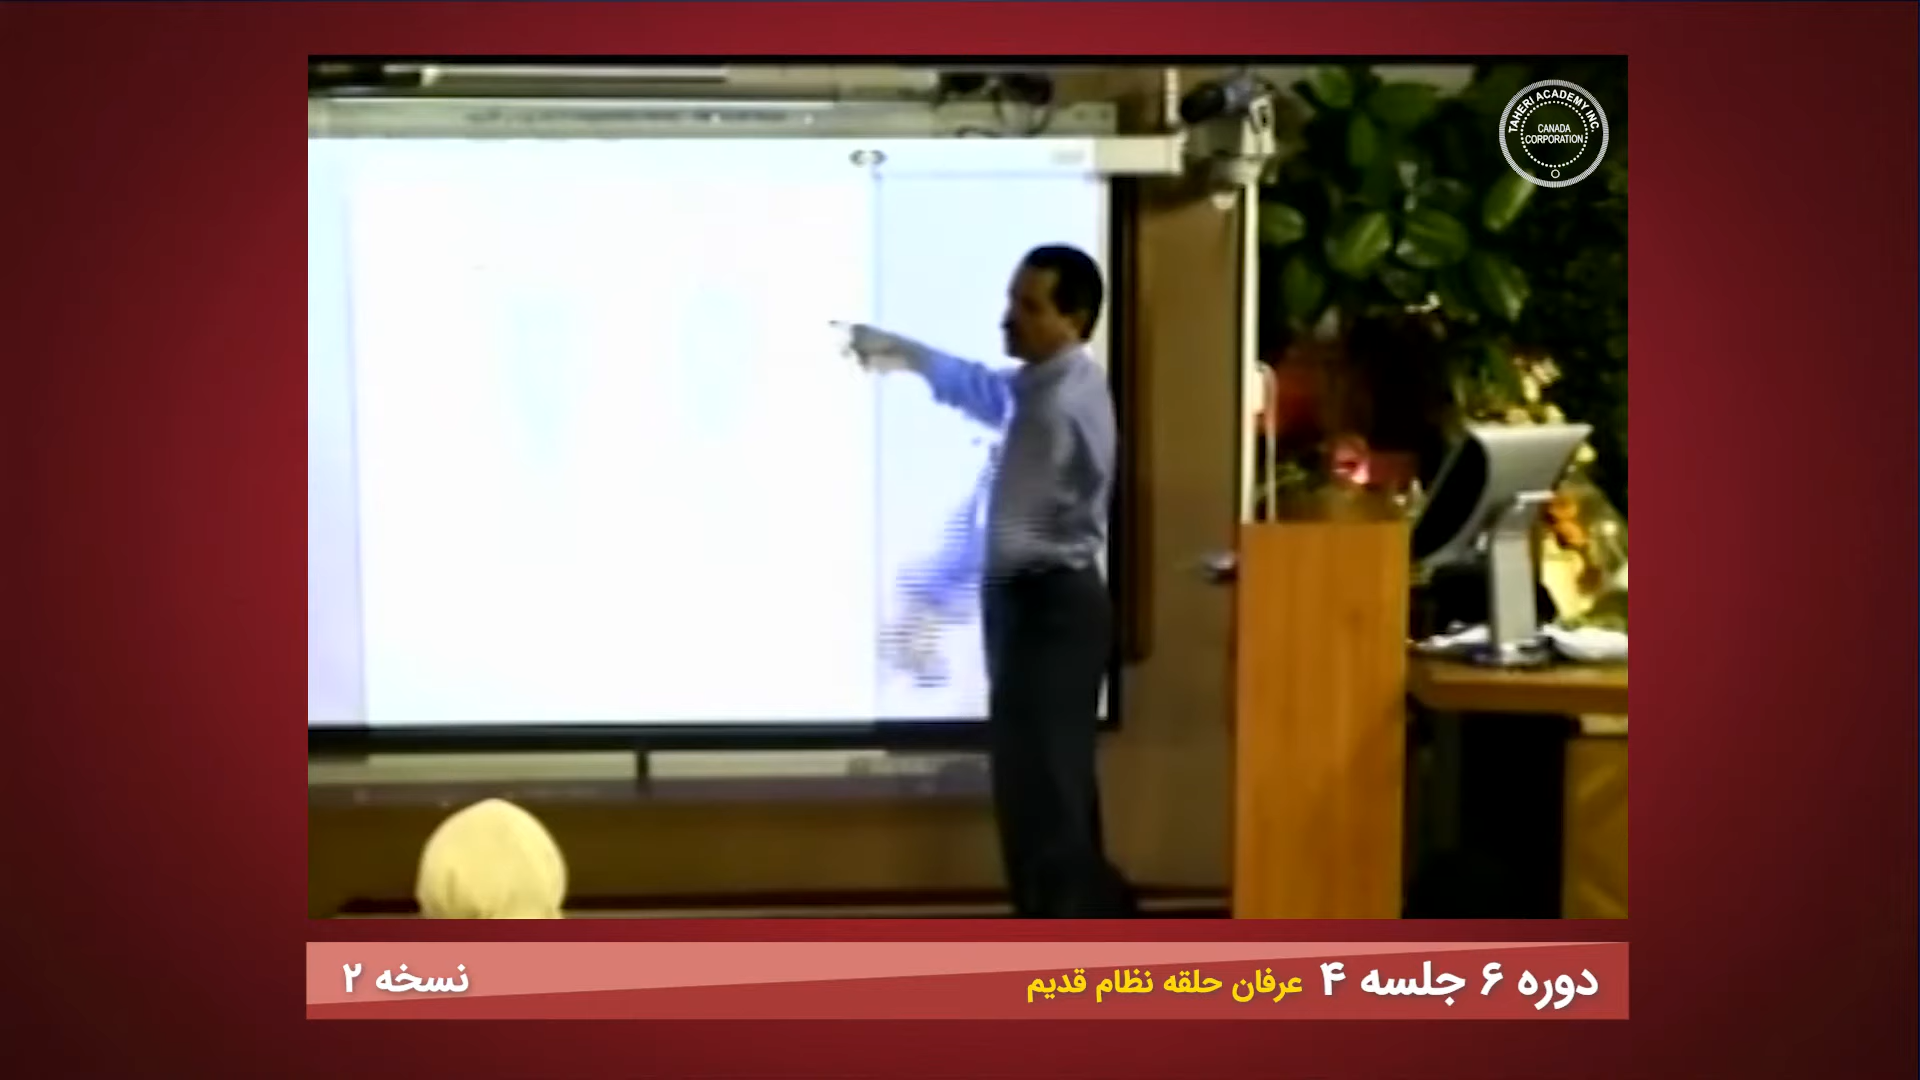 TAHERI ACADEMY INC.
CANADA
CORPORATION
دوره ۶ جلسه ۴ عرفان حلقه نظام قدیم
نسخه ۲